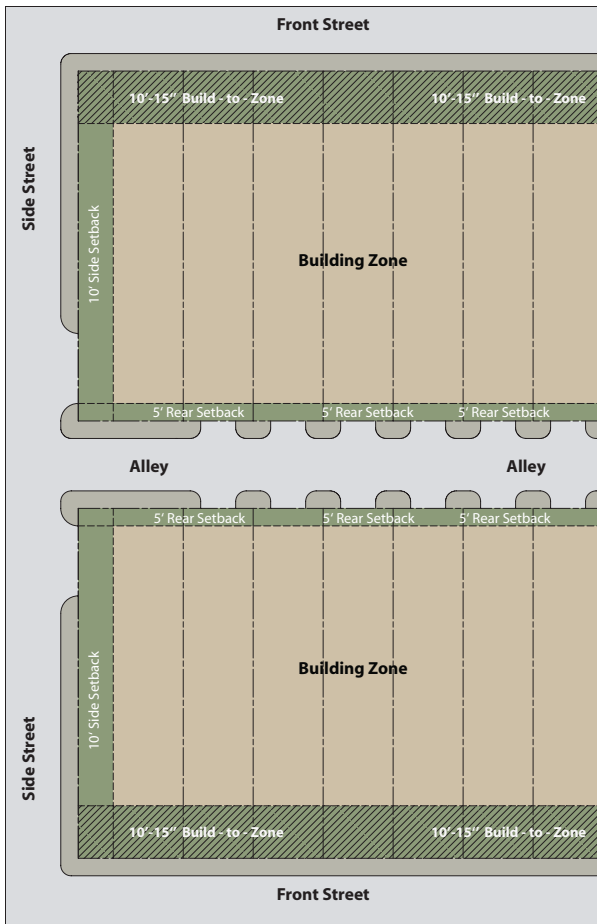 Front Street
10’-15” Build - to - Zone
10’-15” Build - to - Zone
Side Street
10’ Side Setback
Building Zone
5’ Rear Setback
5’ Rear Setback
5’ Rear Setback
Alley
Alley
5’ Rear Setback
5’ Rear Setback
5’ Rear Setback
Building Zone
10’ Side Setback
Side Street
10’-15” Build - to - Zone
10’-15” Build - to - Zone
Front Street